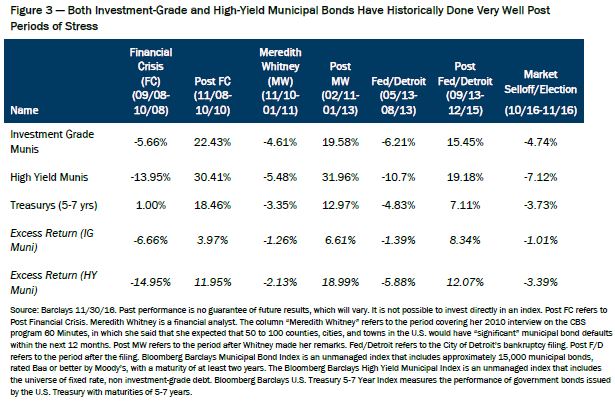 Figure 3 — Both Investment-Grade and High-Yield Municipal Bonds Have Historically Done Very Well Post
Periods of Stress
Name Financial Crisis (FC) (09/08-10/08) Post FC (11/08-10/10) Meredith Whitney (MW) (11/10-01/11) Post MW (02/11-01/13) Fed/Detroit (05/13-08/13) Post Fed/Detroit (09/13-12/15) Market Selloff/Election (10/16-11/16)
Investment Grade Munis -5.66% 22.43% -4.61% 19.58% -6.21% 15.45% -4.74%
High Yield Munis -13.95% 30.41% -5.48% 31.96% -10.7% 19.18% -7.12%
Treasurys (5-7 yrs) 1.00% 18.46% -3.35% 12.97% -4.83% 7.11% -3.73%
Excess Return (IG Muni) -6.66% 3.97% -1.26% 6.61% -1.39% 8.34% -1.01%
Excess Return (HY Muni) -14.95% 11.95% -2.13% 18.99% -5.88% 12.07% -3.39%
Source: Barclays 11/30/16. Past performance is no guarantee of future results, which will vary. It is not possible to invest directly in an index. Post FC refers to
Post Financial Crisis. Meredith Whitney is a financial analyst. The column “Meredith Whitney” refers to the period covering her 2010 interview on the CBS
program 60 Minutes, in which she said that she expected that 50 to 100 counties, cities, and towns in the U.S. would have “significant” municipal bond defaults
within the next 12 months. Post MW refers to the period after Whitney made her remarks. Fed/Detroit refers to the City of Detroit's bankruptcy filing. Post F/D
refers to the period after the filing. Bloomberg Barclays Municipal Bond Index is an unmanaged index that includes approximately 15,000 municipal bonds,
rated Baa or better by Moody's, with a maturity of at least two years. The Bloomberg Barclays High Yield Municipal Index is an unmanaged index that includes
the universe of fixed rate, non investment-grade debt. Bloomberg Barclays U.S. Treasury 5-7 Year Index measures the performance of government bonds issued
by the U.S. Treasury with maturities of 5-7 years.